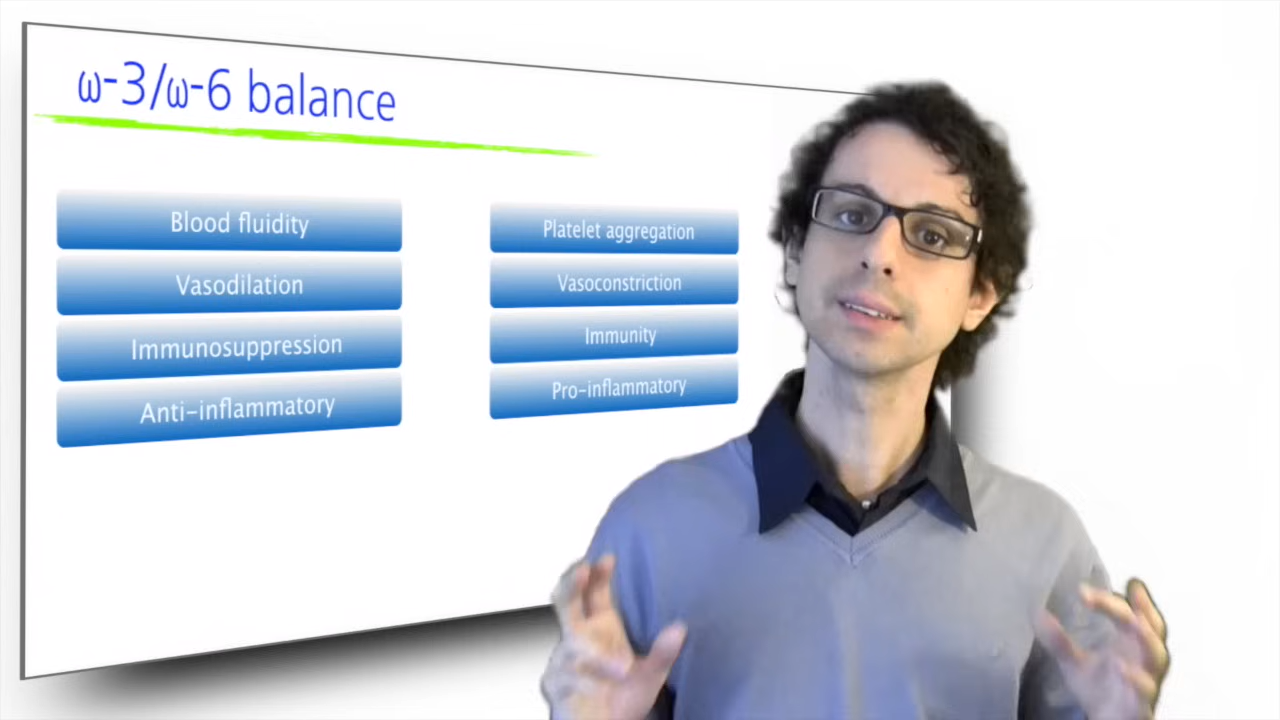 ω-3/ω-6 balance
Blood fluidity
Vasodilation
Immunosuppression
Anti-inflammatory
Platelet aggregation
Vasoconstriction
Immunity
Pro-inflammatory